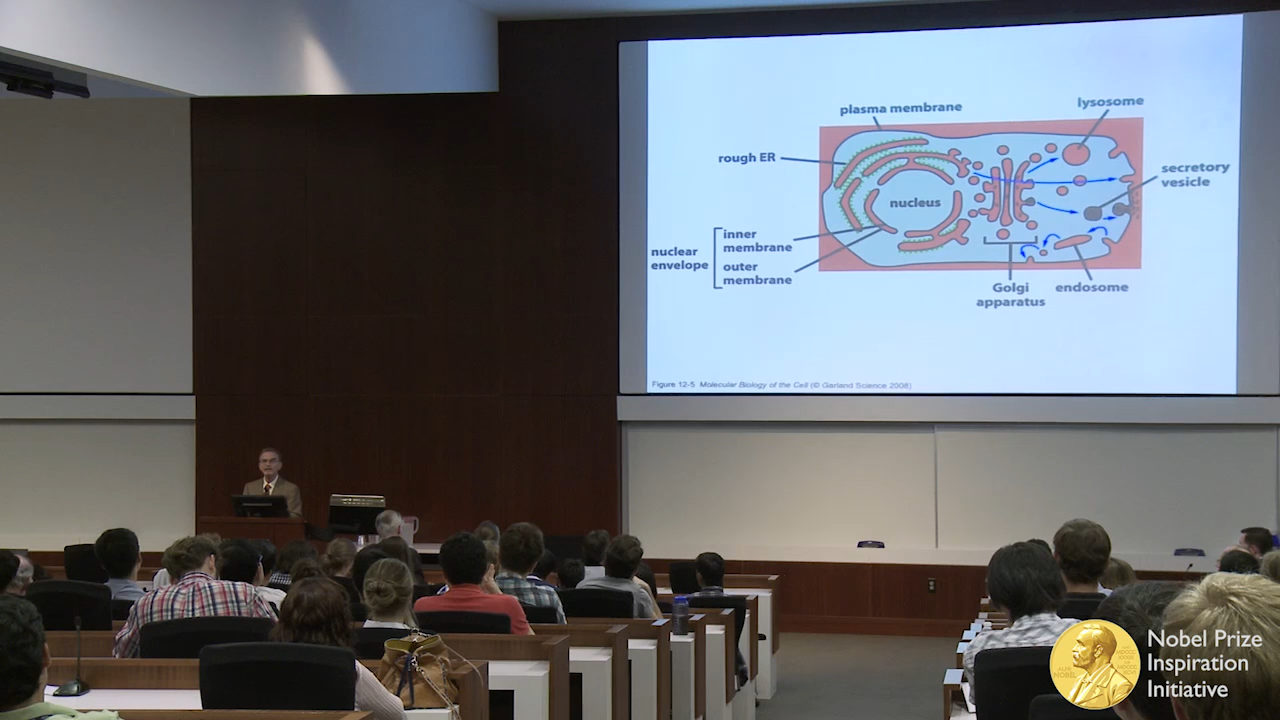 plasma membrane
lysosome
rough ER
secretory
vesicle
nucleus
inner
membrane
nuclear
envelope
outer
membrane
Golgi
apparatus
endosome
Figure 12-5 Molecular Biology of the Cell (© Garland Science 2008)
Nobel Prize
Inspiration
Initiative